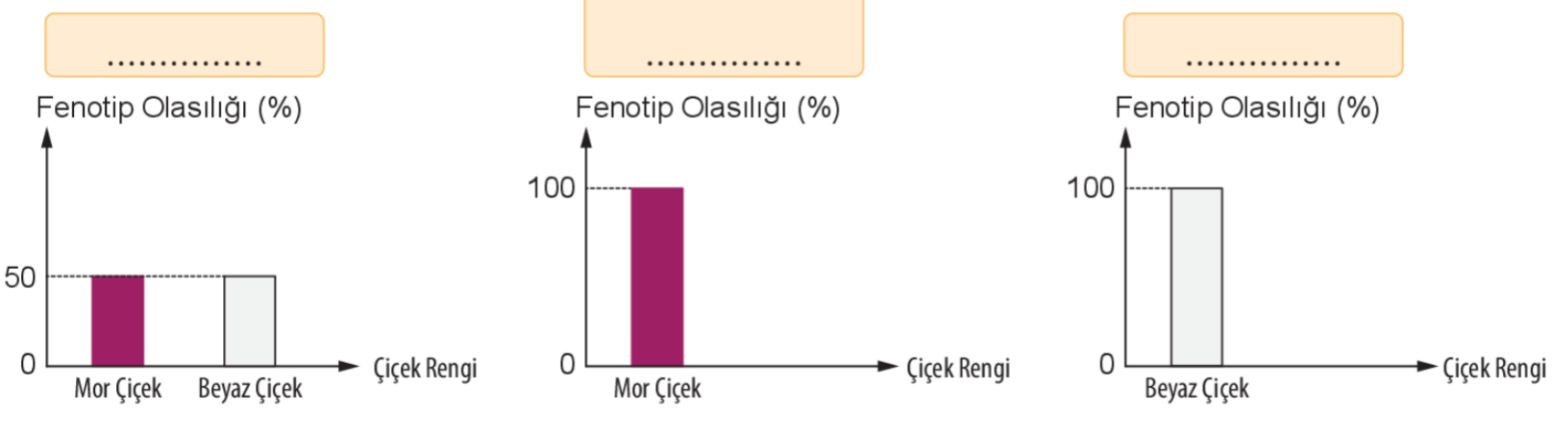 ...............
Fenotip Olasılığı (%)
50
0
Mor Çiçek
Beyaz Çiçek
Çiçek Rengi
...............
Fenotip Olasılığı (%)
100
0
Mor Çiçek
Çiçek Rengi
...............
Fenotip Olasılığı (%)
100
0
Beyaz Çiçek
Çiçek Rengi